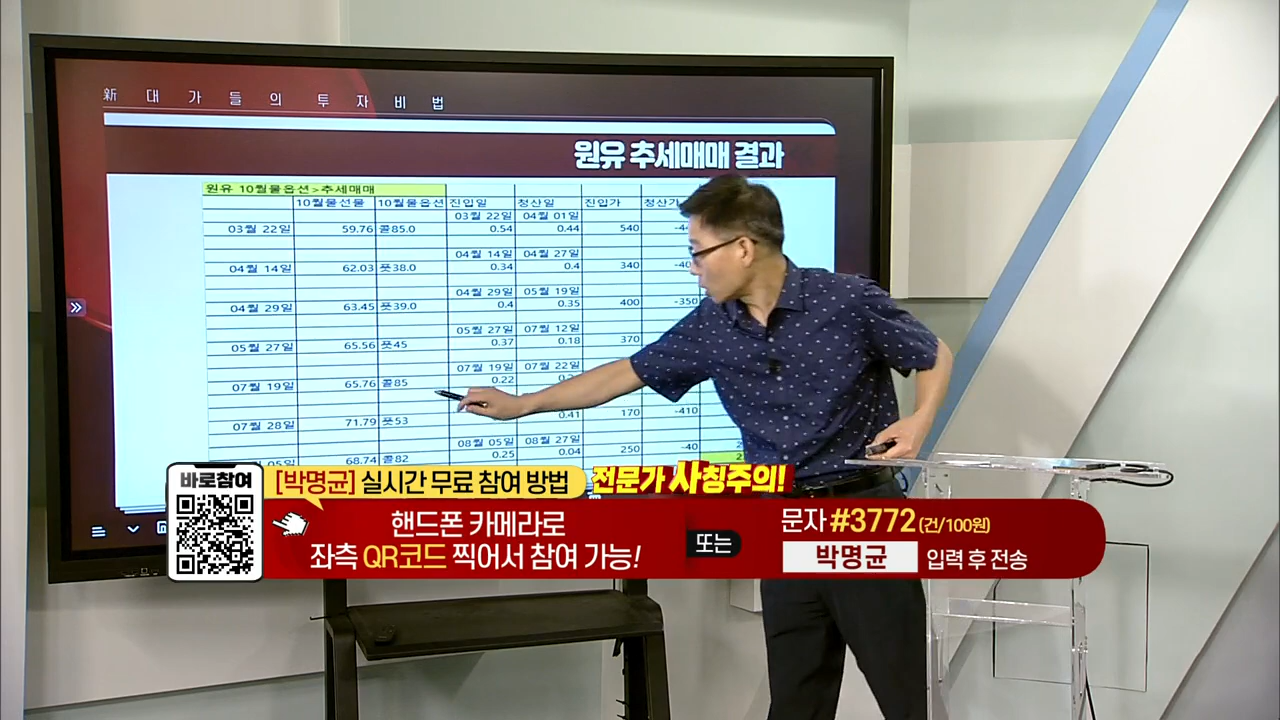 新 대 가 들 의 투 자 비 법
원유 추세매매 결과
원유 10월물옵션>추세매매
10월물선물 10월물옵션 진입일 청산일 진입가 청산가
03월 22일 04월 01일
03월 22일 59.76 콜85.0 0.54 0.44 540
04월 14일 04월 27일
04월 14일 62.03 풋38.0 0.34 0.4 340
04월 29일 05월 19일
04월 29일 63.45 풋39.0 0.4 0.35 400 -350
05월 27일 07월 12일
05월 27일 65.56 풋45 0.37 0.18 370
07월 19일 07월 22일
07월 19일 65.76 콜85 0.22
07월 28일 71.79 풋53 0.41 170 -410
08월 05일 08월 27일
05일 68.74 콜82 0.25 0.04 250 -40
바로참여
[박명균] 실시간 무료 참여 방법
전문가 사칭주의!
핸드폰 카메라로
좌측 QR코드 찍어서 참여 가능!
또는
문자 #3772 (건/100원)
박명균 입력 후 전송